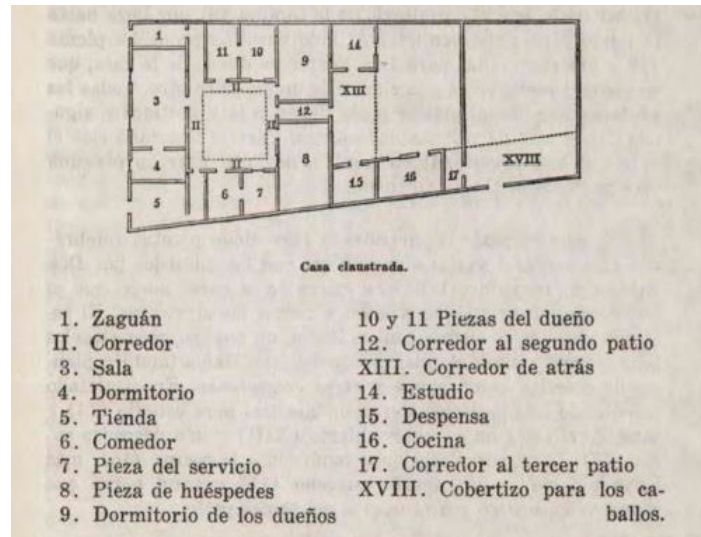 1
11
10
9
14
3
II
XIII
II
II
12
4
II
8
XVIII
5
6
7
15
16
17
Casa claustrada.
1. Zaguán
II. Corredor
3. Sala
4. Dormitorio
5. Tienda
6. Comedor
7. Pieza del servicio
8. Pieza de huéspedes
9. Dormitorio de los dueños
10 y 11 Piezas del dueño
12. Corredor al segundo patio
XIII. Corredor de atrás
14. Estudio
15. Despensa
16. Cocina
17. Corredor al tercer patio
XVIII. Cobertizo para los ca-
ballos.